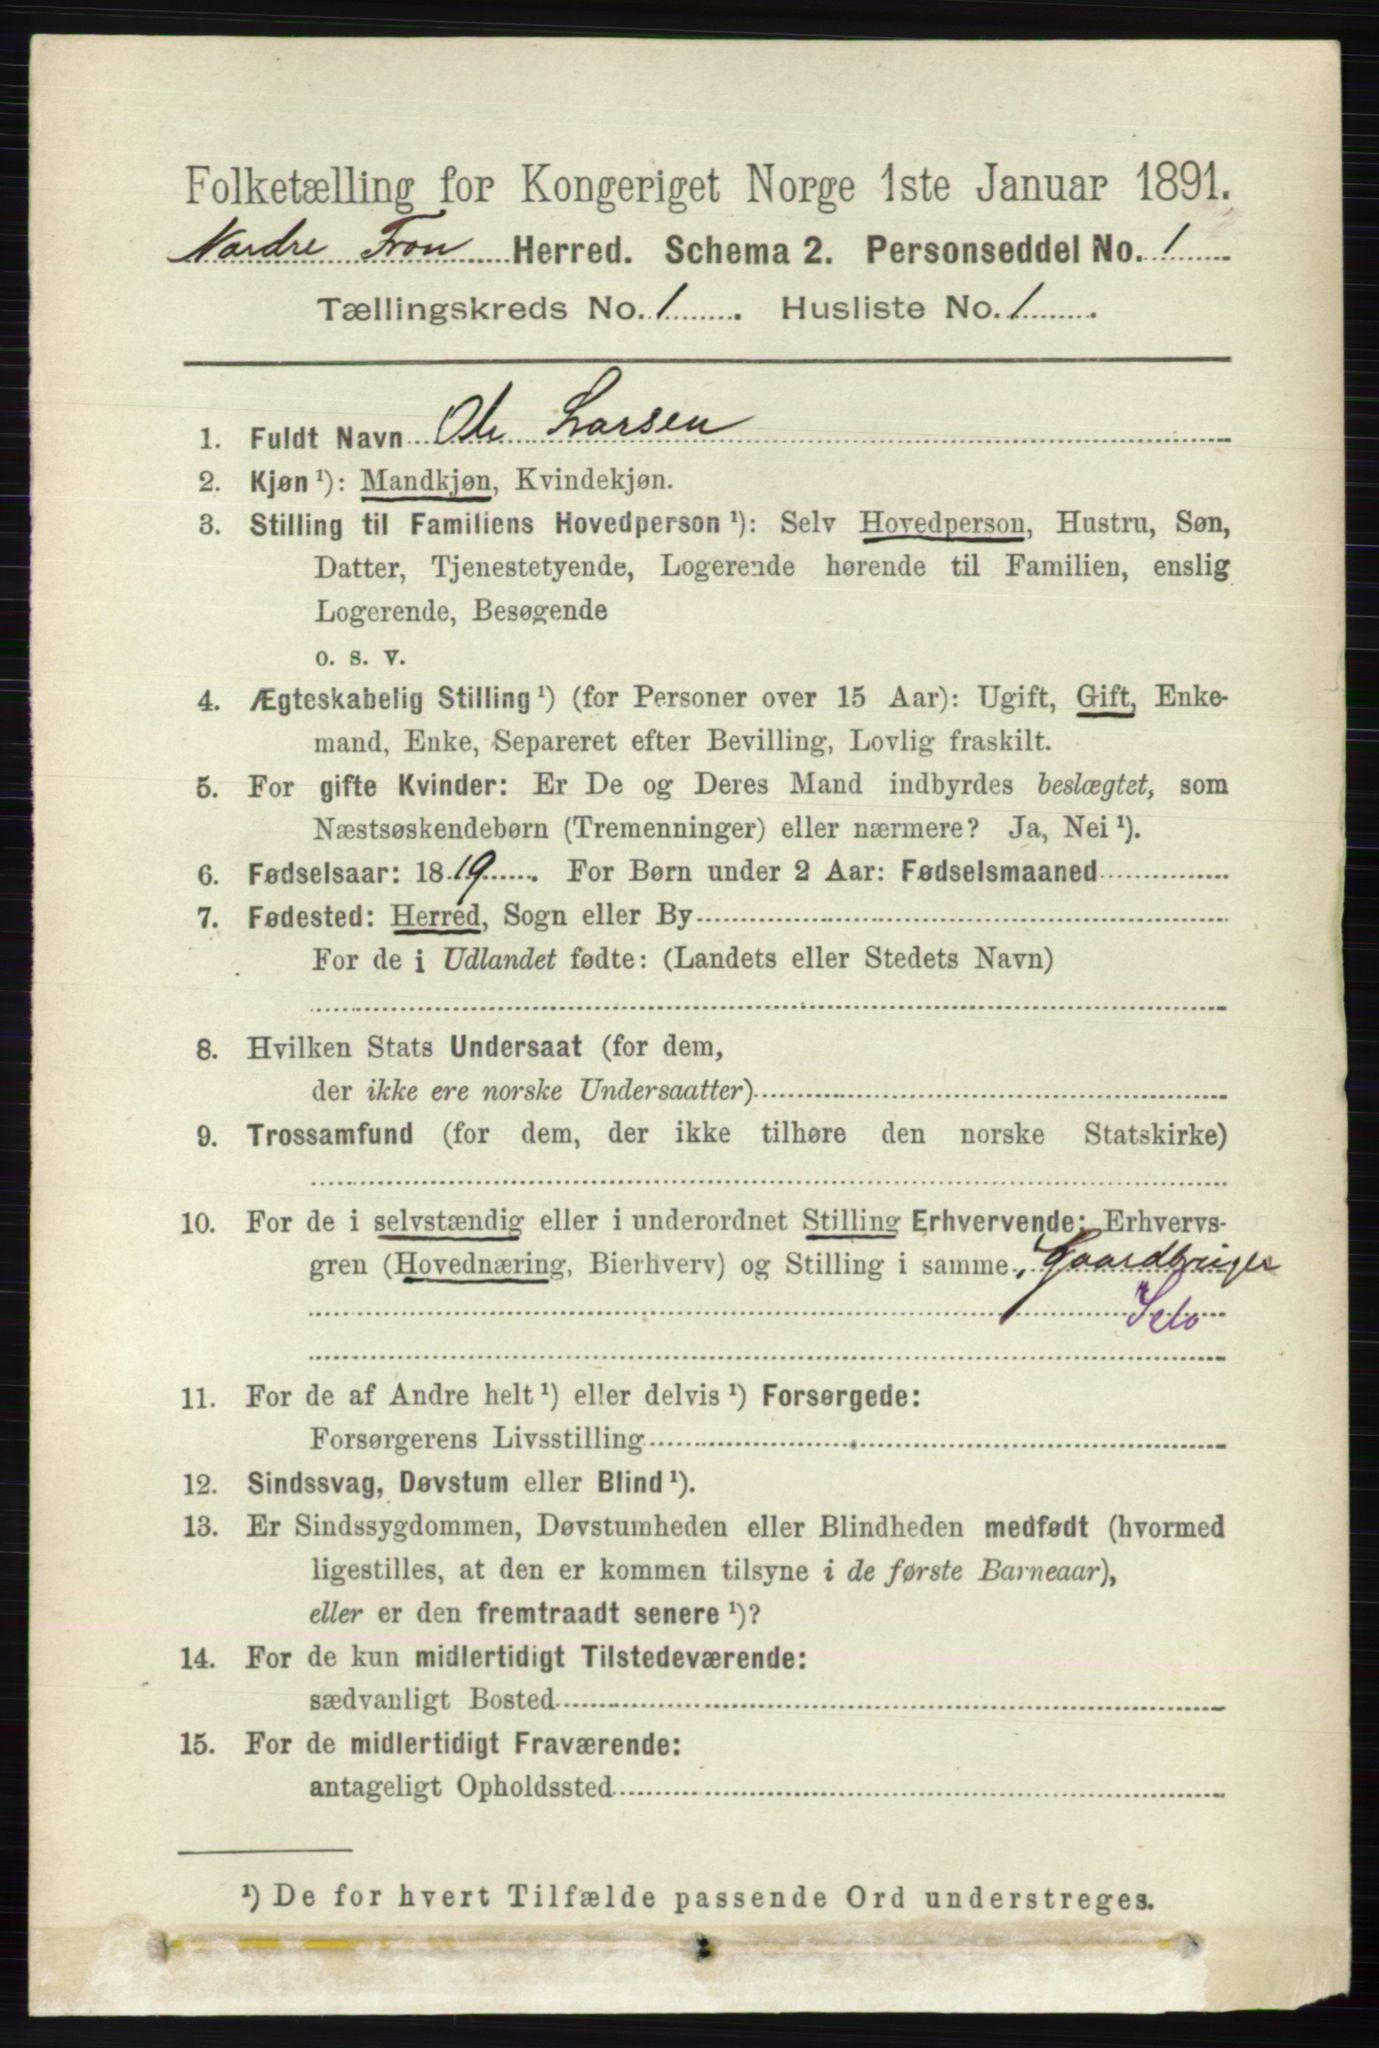 Folketælling for Kongeriget Norge 1ste Januar 1891.
Nordre Fron Herred. Schema 2. Personseddel No. 1
Tællingskreds No. 1. Husliste No. 1.
1. Fuldt Navn Ole Larsen
2. Kjøn ¹): Mandkjøn, Kvindekjøn.
3. Stilling til Familiens Hovedperson ¹): Selv Hovedperson, Hustru, Søn,
Datter, Tjenestetyende, Logerende hørende til Familien, enslig
Logerende, Besøgende
o. s. v.
4. Ægteskabelig Stilling ¹) (for Personer over 15 Aar): Ugift, Gift, Enke-
mand, Enke, Separeret efter Bevilling, Lovlig fraskilt.
5. For gifte Kvinder: Er De og Deres Mand indbyrdes beslægtet, som
Næstsøskendebørn (Tremenninger) eller nærmere? Ja, Nei ¹).
6. Fødselsaar: 1819. For Børn under 2 Aar: Fødselsmaaned
7. Fødested: Herred, Sogn eller By
For de i Udlandet fødte: (Landets eller Stedets Navn)
8. Hvilken Stats Undersaat (for dem,
der ikke ere norske Undersaatter)
9. Trossamfund (for dem, der ikke tilhøre den norske Statskirke)
10. For de i selvstændig eller i underordnet Stilling Erhvervende: Erhvervs-
gren (Hovednæring, Bierhverv) og Stilling i samme, Gaardbruger
Selv
11. For de af Andre helt ¹) eller delvis ¹) Forsørgede:
Forsørgerens Livsstilling
12. Sindssvag, Døvstum eller Blind ¹).
13. Er Sindssygdommen, Døvstumheden eller Blindheden medfødt (hvormed
ligestilles, at den er kommen tilsyne i de første Barneaar),
eller er den fremtraadt senere ¹)?
14. For de kun midlertidigt Tilstedeværende:
sædvanligt Bosted
15. For de midlertidigt Fraværende:
antageligt Opholdssted
¹) De for hvert Tilfælde passende Ord understreges.